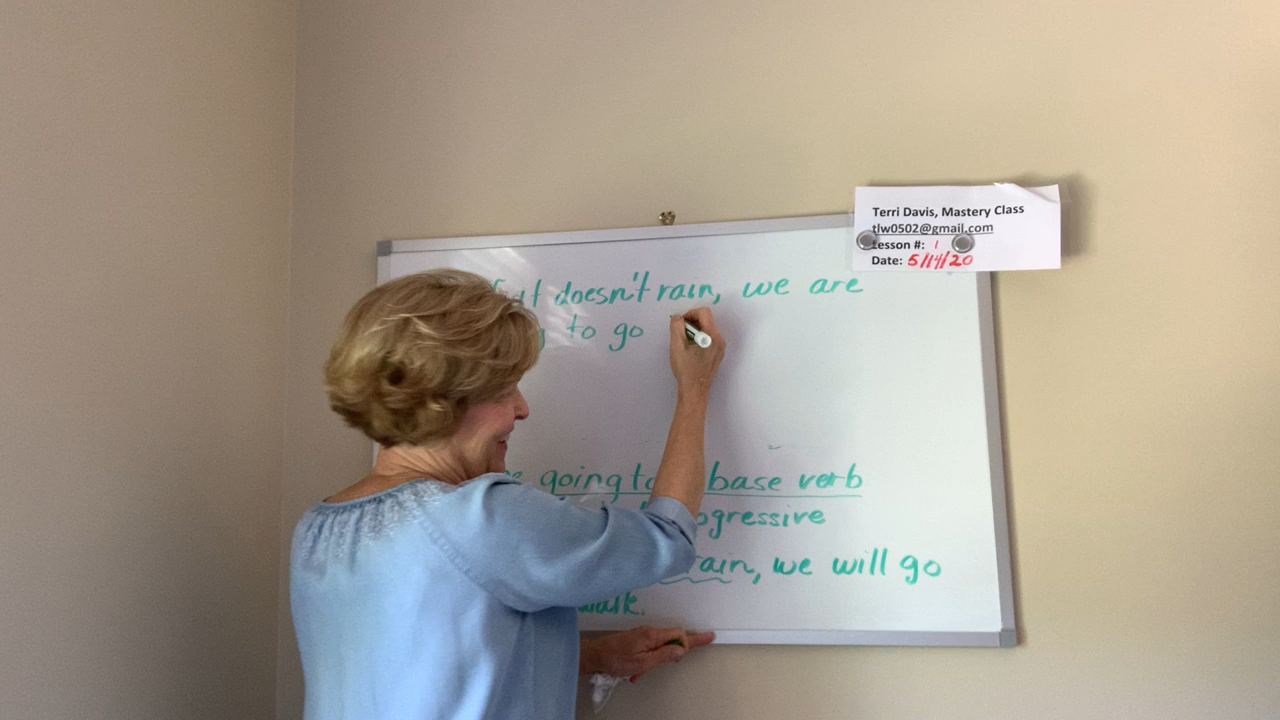 doesn't rain, we are
to go
going to base verb
rain, we will go
walk.
Terri Davis, Mastery Class
tlw0502@gmail.com
Lesson #: 1
Date: 5/14/20